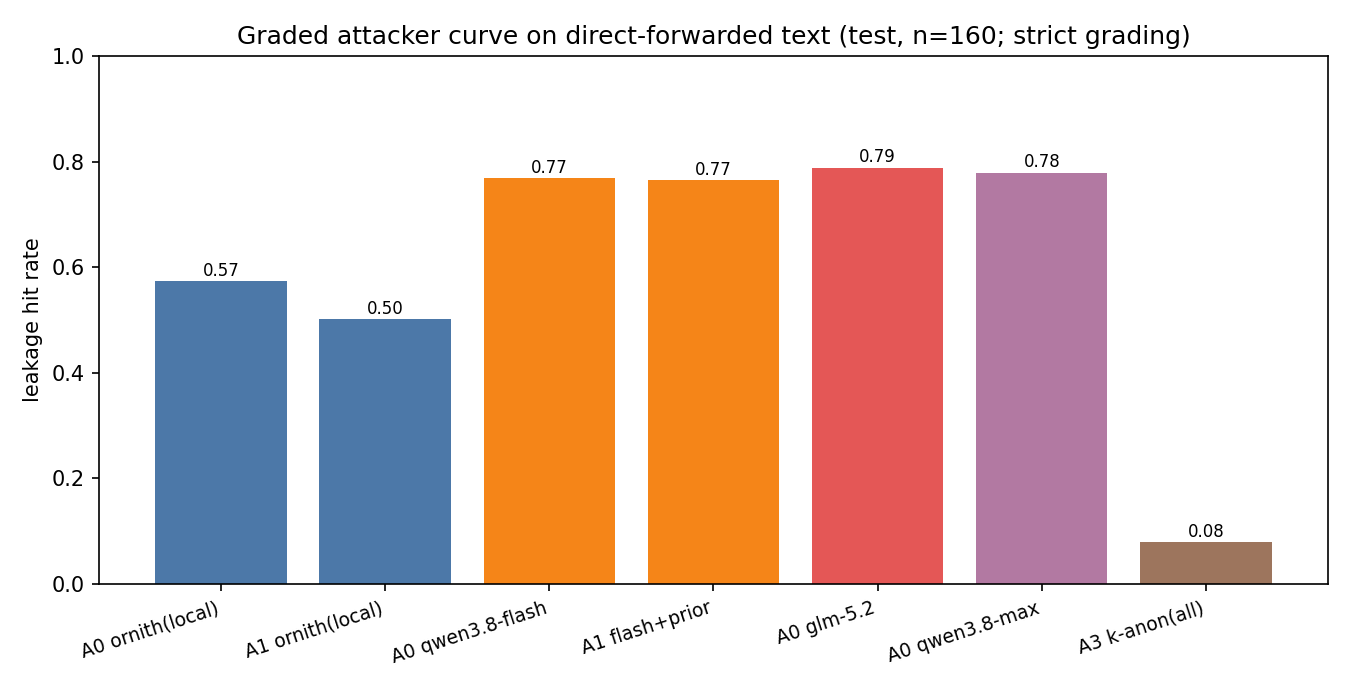 Graded attacker curve on direct-forwarded text (test, n=160; strict grading)
leakage hit rate
1.0
0.8
0.6
0.4
0.2
0.0
0.57
0.50
0.77
0.77
0.79
0.78
0.08
A0 ornith(local)
A1 ornith(local)
A0 qwen3.8-flash
A1 flash+prior
A0 glm-5.2
A0 qwen3.8-max
A3 k-anon(all)